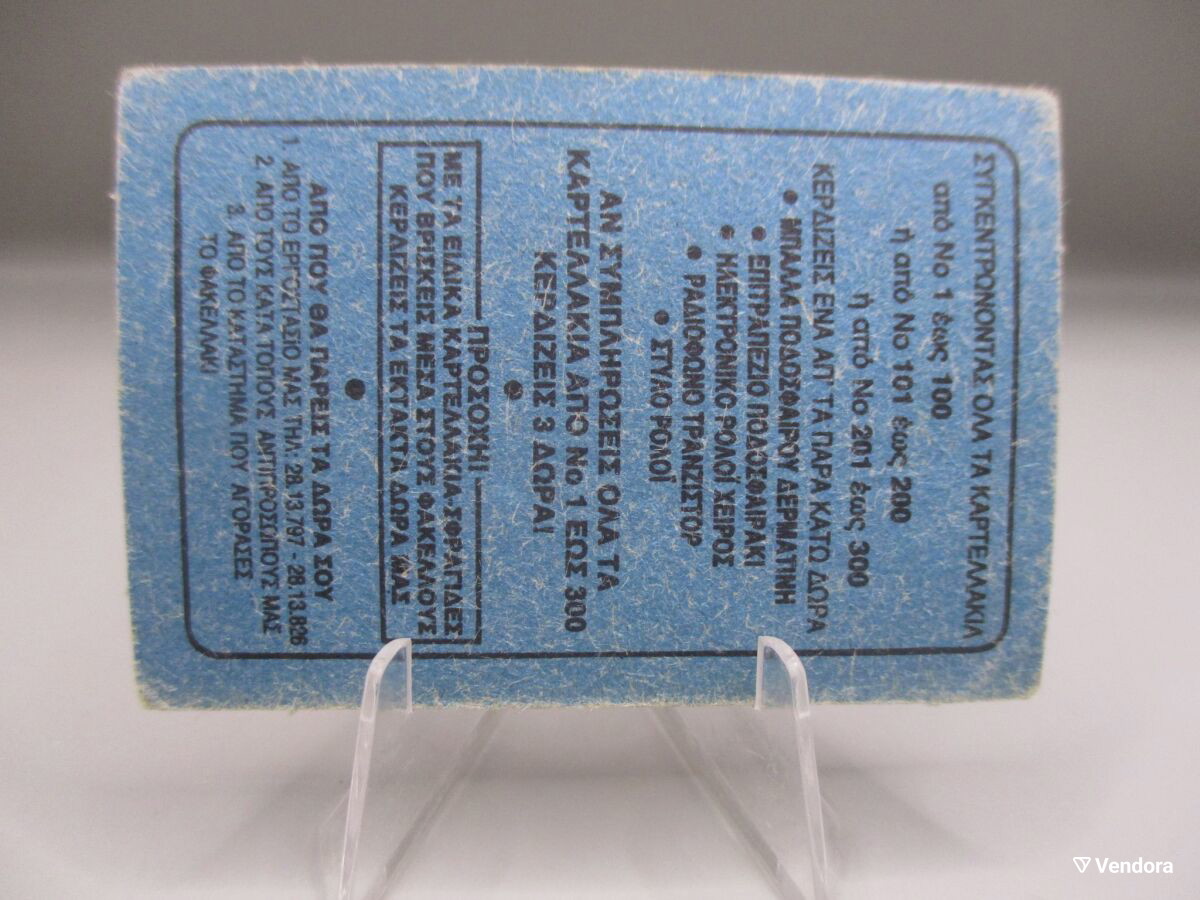 ΣΥΓΚΕΝΤΡΩΝΟΝΤΑΣ ΟΛΑ ΤΑ ΚΑΡΤΕΛΛΑΚΙΑ
από Νο 1 έως 100
ή από Νο 101 έως 200
ή από Νο 201 έως 300
ΚΕΡΔΙΖΕΙΣ ΕΝΑ ΑΠ' ΤΑ ΠΑΡΑ ΚΑΤΩ ΔΩΡΑ
● ΜΠΑΛΛΑ ΠΟΔΟΣΦΑΙΡΟΥ ΔΕΡΜΑΤΙΝΗ
● ΕΠΙΤΡΑΠΕΖΙΟ ΠΟΔΟΣΦΑΙΡΑΚΙ
● ΗΛΕΚΤΡΟΝΙΚΟ ΡΟΛΟΪ ΧΕΙΡΟΣ
● ΡΑΔΙΟΦΩΝΟ ΤΡΑΝΖΙΣΤΟΡ
● ΣΤΥΛΟ ΡΟΛΟΪ
ΑΝ ΣΥΜΠΛΗΡΩΣΕΙΣ ΟΛΑ ΤΑ
ΚΑΡΤΕΛΛΑΚΙΑ ΑΠΟ Νο 1 ΕΩΣ 300
ΚΕΡΔΙΖΕΙΣ 3 ΔΩΡΑ!
●
ΠΡΟΣΟΧΗ!
ΜΕ ΤΑ ΕΙΔΙΚΑ ΚΑΡΤΕΛΛΑΚΙΑ-ΣΦΡΑΓΙΔΕΣ
ΠΟΥ ΒΡΙΣΚΕΙΣ ΜΕΣΑ ΣΤΟΥΣ ΦΑΚΕΛΛΟΥΣ
ΚΕΡΔΙΖΕΙΣ ΤΑ ΕΚΤΑΚΤΑ ΔΩΡΑ ΜΑΣ
●
ΑΠΟ ΠΟΥ ΘΑ ΠΑΡΕΙΣ ΤΑ ΔΩΡΑ ΣΟΥ
1. ΑΠΟ ΤΟ ΕΡΓΟΣΤΑΣΙΟ ΜΑΣ ΤΗΛ. 28.13.797 - 28.13.826
2. ΑΠΟ ΤΟΥΣ ΚΑΤΑ ΤΟΠΟΥΣ ΑΝΤΙΠΡΟΣΩΠΟΥΣ ΜΑΣ
3. ΑΠΟ ΤΟ ΚΑΤΑΣΤΗΜΑ ΠΟΥ ΑΓΟΡΑΣΕΣ
ΤΟ ΦΑΚΕΛΛΑΚΙ
Vendora